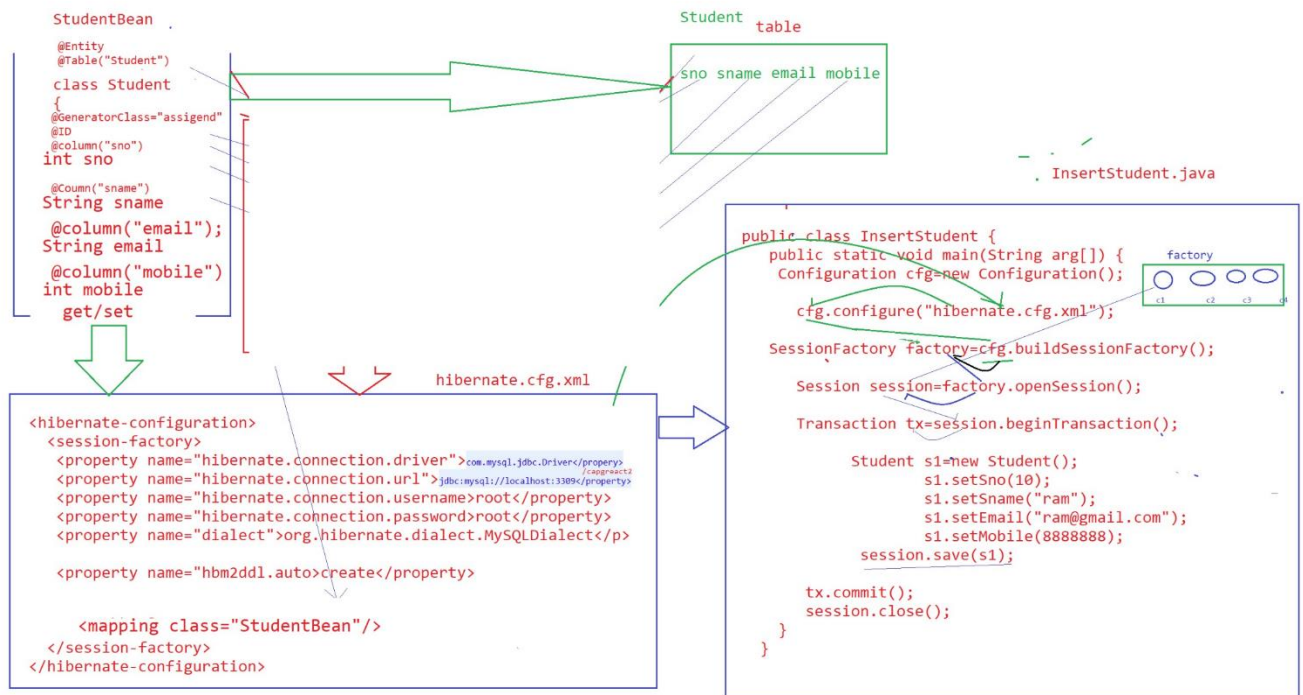 StudentBean
@Entity
@Table("Student")
class Student
{
@GeneratorClass="assigend"
@ID
@column("sno")
int sno
@Coumn("sname")
String sname
@column("email");
String email
@column("mobile")
int mobile
get/set
Student
table
sno sname email mobile
hibernate.cfg.xml
<hibernate-configuration>
<session-factory>
<property name="hibernate.connection.driver">com.mysql.jdbc.Driver</propery>
/capgreact2
<property name="hibernate.connection.url">jdbc:mysql://localhost:3309</property>
<property name="hibernate.connection.username>root</property>
<property name="hibernate.connection.password>root</property>
<property name="dialect">org.hibernate.dialect.MySQLDialect</p>
<property name="hbm2ddl.auto>create</property>
<mapping class="StudentBean"/>
</session-factory>
</hibernate-configuration>
InsertStudent.java
public class InsertStudent {
public static void main(String arg[]) {
Configuration cfg=new Configuration();
cfg.configure("hibernate.cfg.xml");
SessionFactory factory=cfg.buildSessionFactory();
Session session=factory.openSession();
Transaction tx=session.beginTransaction();
Student s1=new Student();
s1.setSno(10);
s1.setSname("ram");
s1.setEmail("ram@gmail.com");
s1.setMobile(8888888);
session.save(s1);
tx.commit();
session.close();
}
}
factory
c1 c2 c3 c4